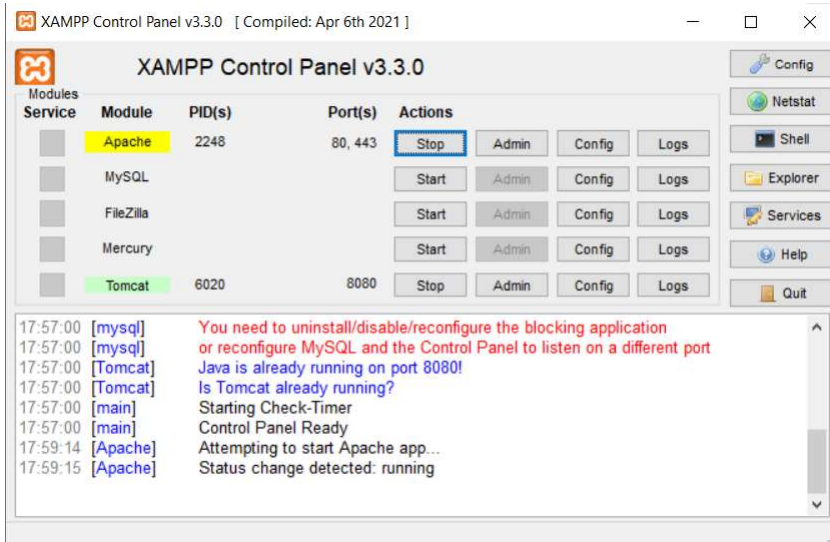 XAMPP Control Panel v3.3.0 [ Compiled: Apr 6th 2021 ]
XAMPP Control Panel v3.3.0
Config
Modules
Service Module PID(s) Port(s) Actions
Netstat
Apache 2248 80, 443 Stop Admin Config Logs
Shell
MySQL Start Admin Config Logs
Explorer
FileZilla Start Admin Config Logs
Services
Mercury Start Admin Config Logs
Help
Tomcat 6020 8080 Stop Admin Config Logs
Quit
17:57:00 [mysql] You need to uninstall/disable/reconfigure the blocking application
17:57:00 [mysql] or reconfigure MySQL and the Control Panel to listen on a different port
17:57:00 [Tomcat] Java is already running on port 8080!
17:57:00 [Tomcat] Is Tomcat already running?
17:57:00 [main] Starting Check-Timer
17:57:00 [main] Control Panel Ready
17:59:14 [Apache] Attempting to start Apache app...
17:59:15 [Apache] Status change detected: running